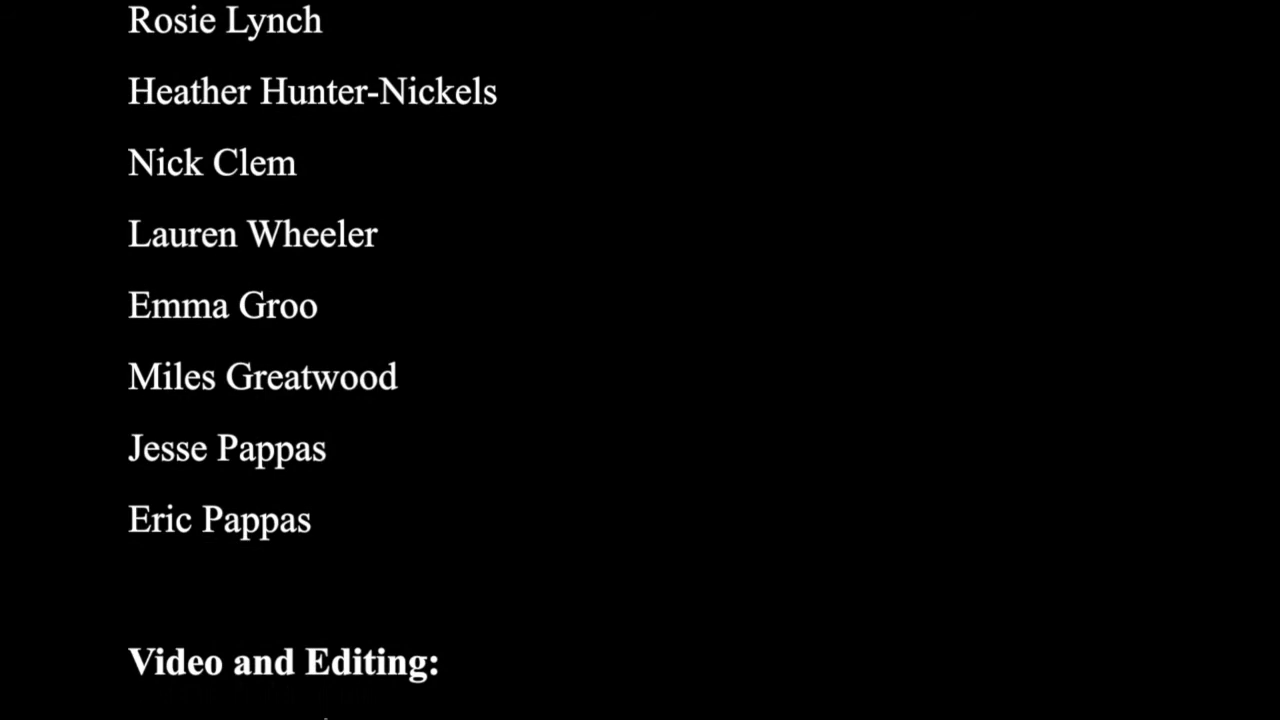 Rosie Lynch
Heather Hunter-Nickels
Nick Clem
Lauren Wheeler
Emma Groo
Miles Greatwood
Jesse Pappas
Eric Pappas
Video and Editing: